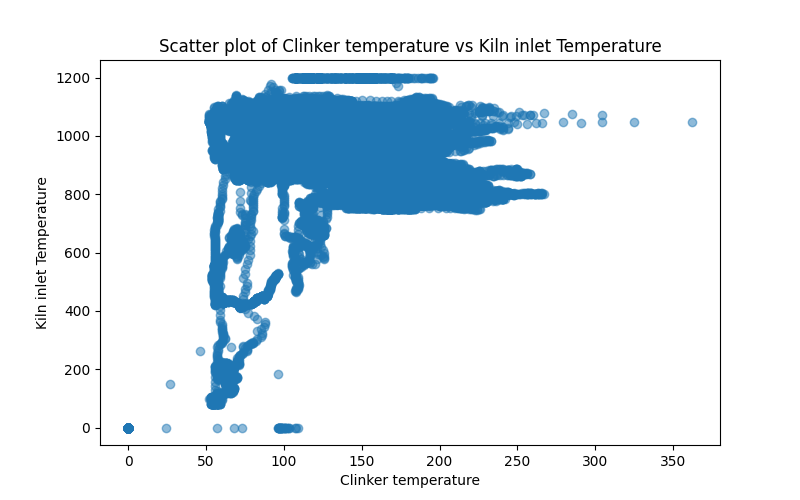 Scatter plot of Clinker temperature vs Kiln inlet Temperature
1200
1000
800
600
400
200
0
Kiln inlet Temperature
0 50 100 150 200 250 300 350
Clinker temperature